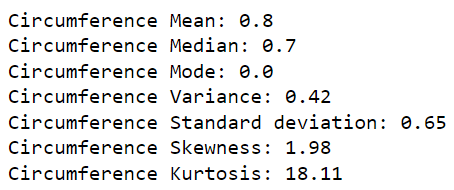 Circumference Mean: 0.8
Circumference Median: 0.7
Circumference Mode: 0.0
Circumference Variance: 0.42
Circumference Standard deviation: 0.65
Circumference Skewness: 1.98
Circumference Kurtosis: 18.11